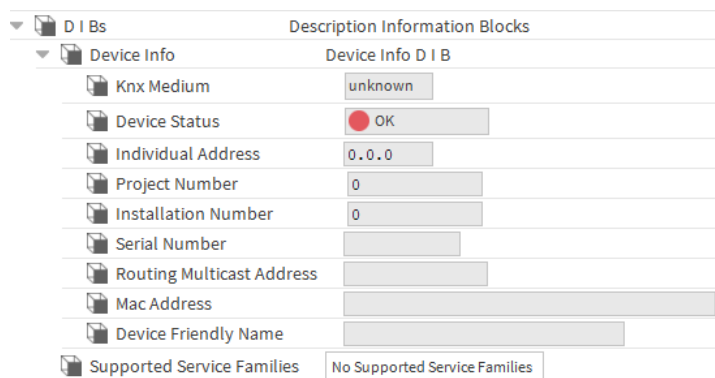 D I Bs Description Information Blocks
Device Info Device Info D I B
Knx Medium unknown
Device Status OK
Individual Address 0.0.0
Project Number 0
Installation Number 0
Serial Number
Routing Multicast Address
Mac Address
Device Friendly Name
Supported Service Families No Supported Service Families